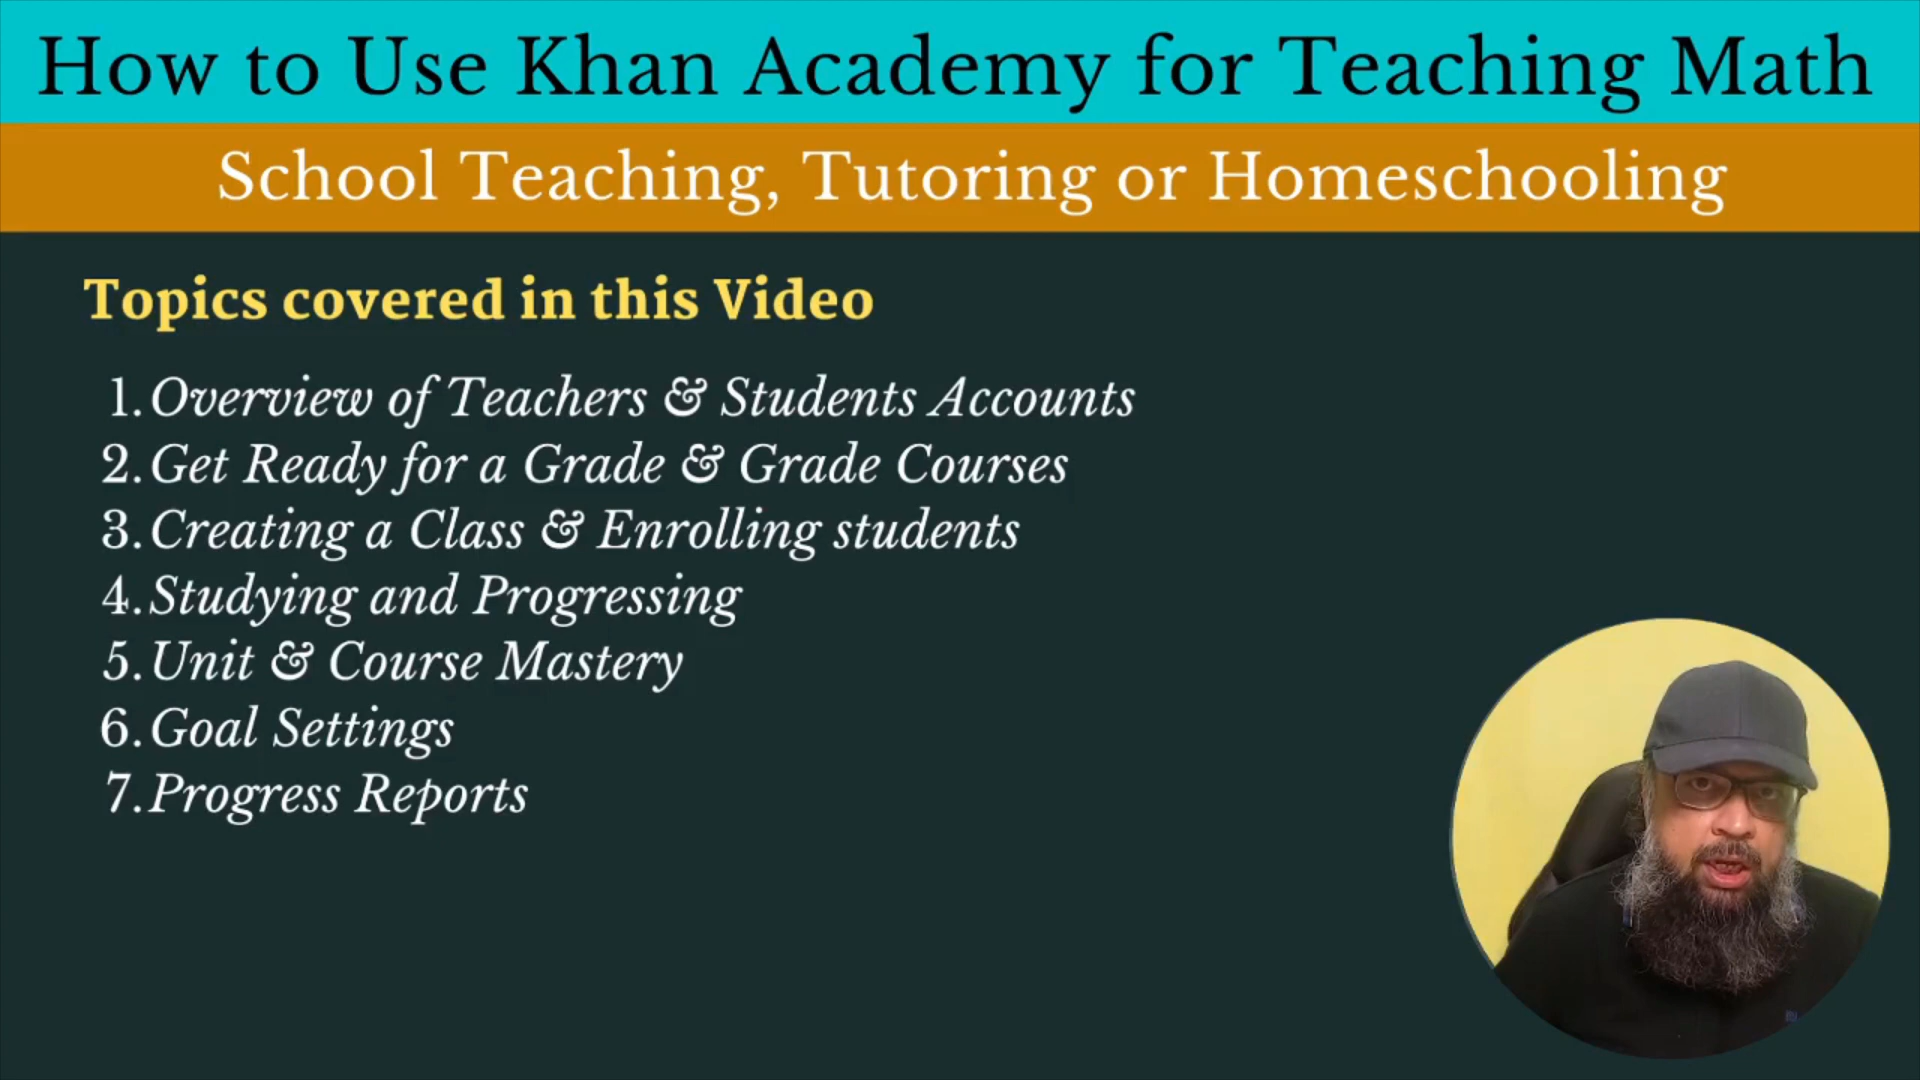 How to Use Khan Academy for Teaching Math
School Teaching, Tutoring or Homeschooling
Topics covered in this Video
1. Overview of Teachers & Students Accounts
2. Get Ready for a Grade & Grade Courses
3. Creating a Class & Enrolling students
4. Studying and Progressing
5. Unit & Course Mastery
6. Goal Settings
7. Progress Reports